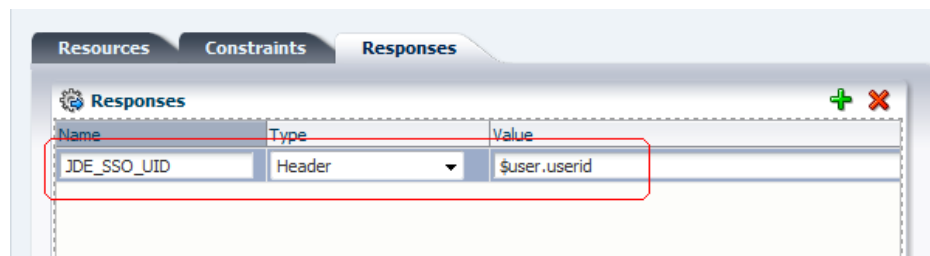 Resources Constraints Responses
Responses
Name Type Value
JDE_SSO_UID Header $user.userid